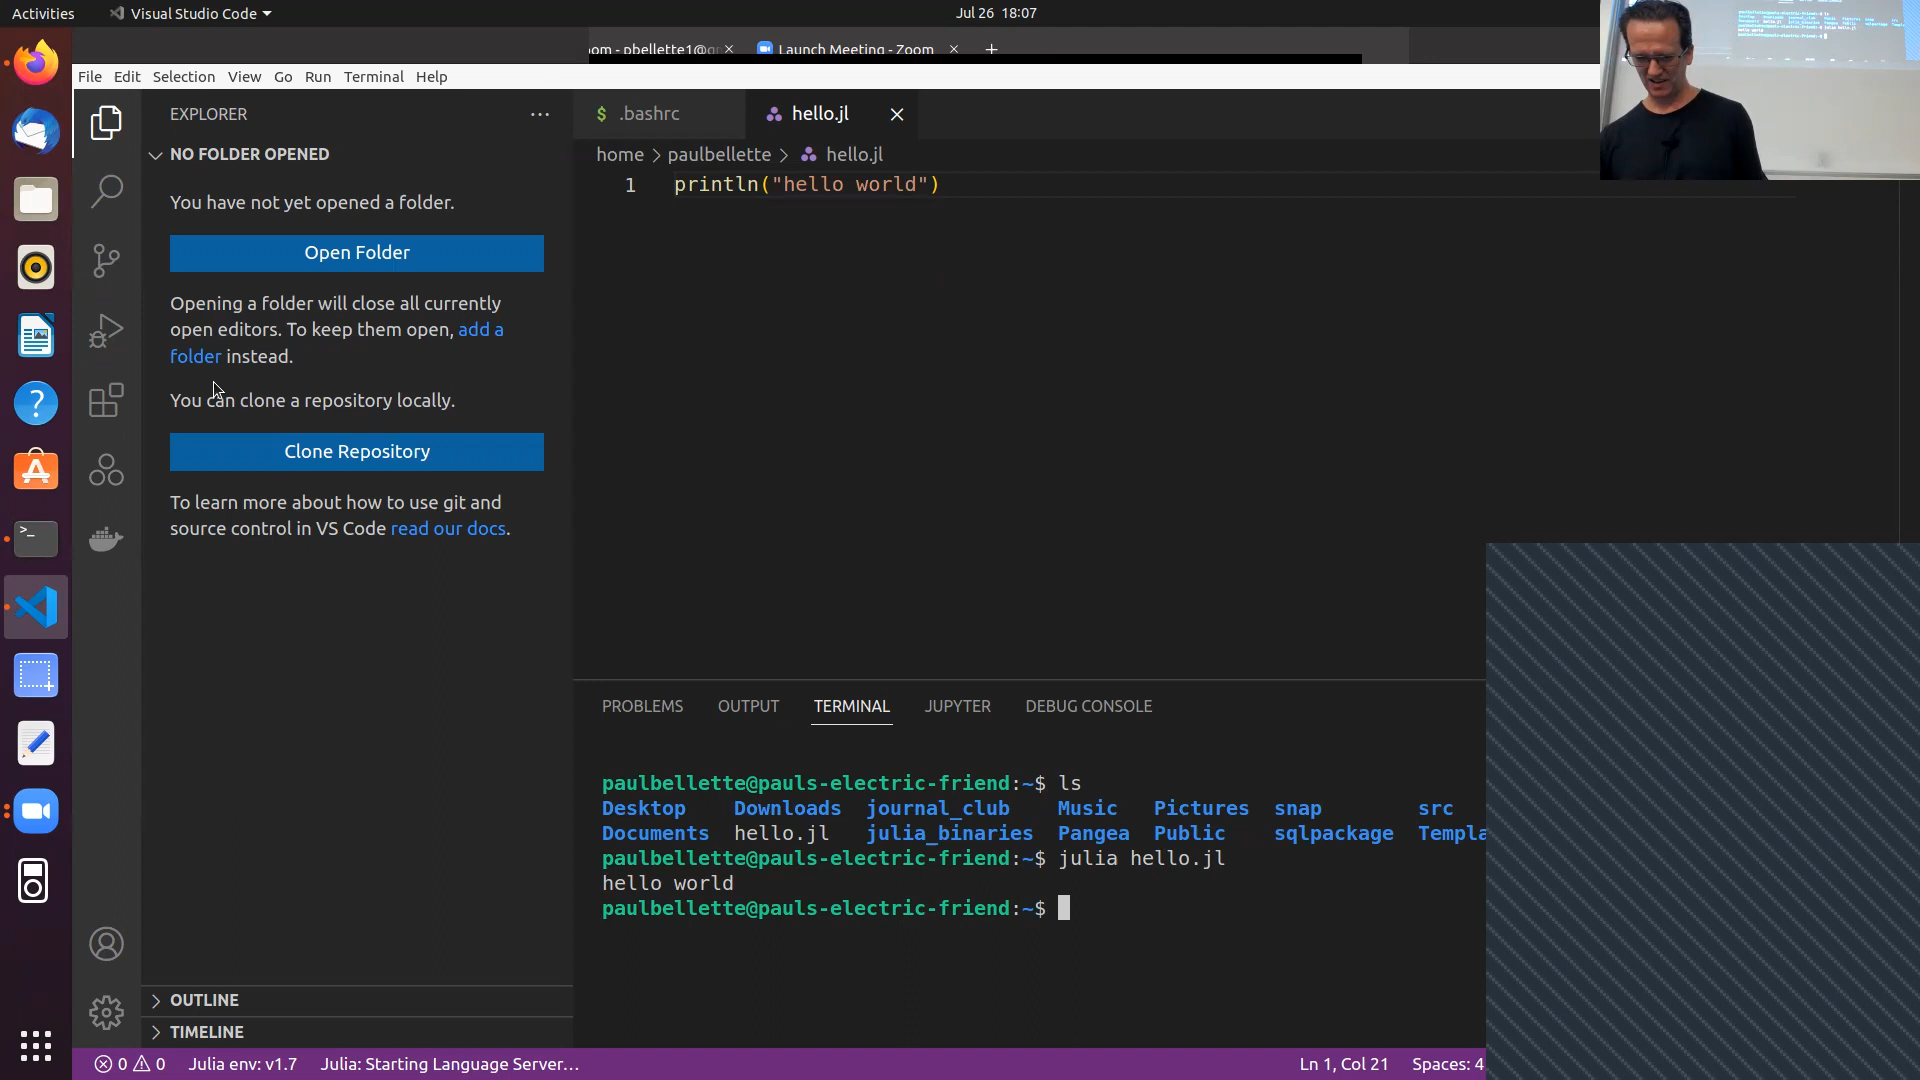 Activities
Visual Studio Code
Jul 26 18:07
om - pbellette1@g
Launch Meeting - Zoom
File Edit Selection View Go Run Terminal Help
EXPLORER
NO FOLDER OPENED
You have not yet opened a folder.
Open Folder
Opening a folder will close all currently
open editors. To keep them open, add a
folder instead.
You can clone a repository locally.
Clone Repository
To learn more about how to use git and
source control in VS Code read our docs.
OUTLINE
TIMELINE
$ .bashrc
hello.jl
home > paulbellette > hello.jl
1 println("hello world")
PROBLEMS OUTPUT TERMINAL JUPYTER DEBUG CONSOLE
paulbellette@pauls-electric-friend:~$ ls
Desktop Downloads journal_club Music Pictures snap src
Documents hello.jl julia_binaries Pangea Public sqlpackage Templa
paulbellette@pauls-electric-friend:~$ julia hello.jl
hello world
paulbellette@pauls-electric-friend:~$
0 0 Julia env: v1.7 Julia: Starting Language Server... Ln 1, Col 21 Spaces: 4